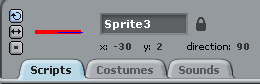 Sprite3
x: -30 y: 2 direction: 90
Scripts Costumes Sounds